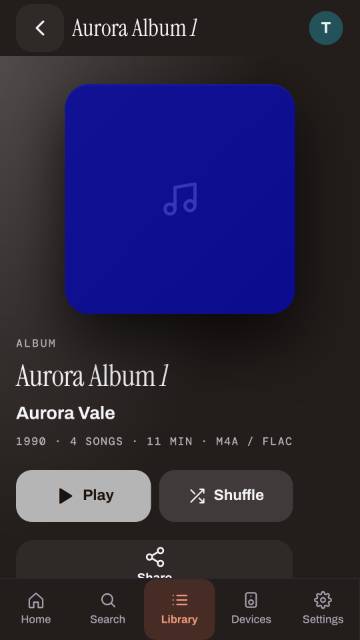 Aurora Album 1
T
ALBUM
Aurora Album 1
Aurora Vale
1990 · 4 SONGS · 11 MIN · M4A / FLAC
Play
Shuffle
Share
Home
Search
Library
Devices
Settings